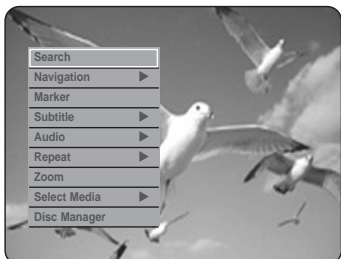 Search
Navigation ▶
Marker
Subtitle ▶
Audio ▶
Repeat ▶
Zoom
Select Media ▶
Disc Manager